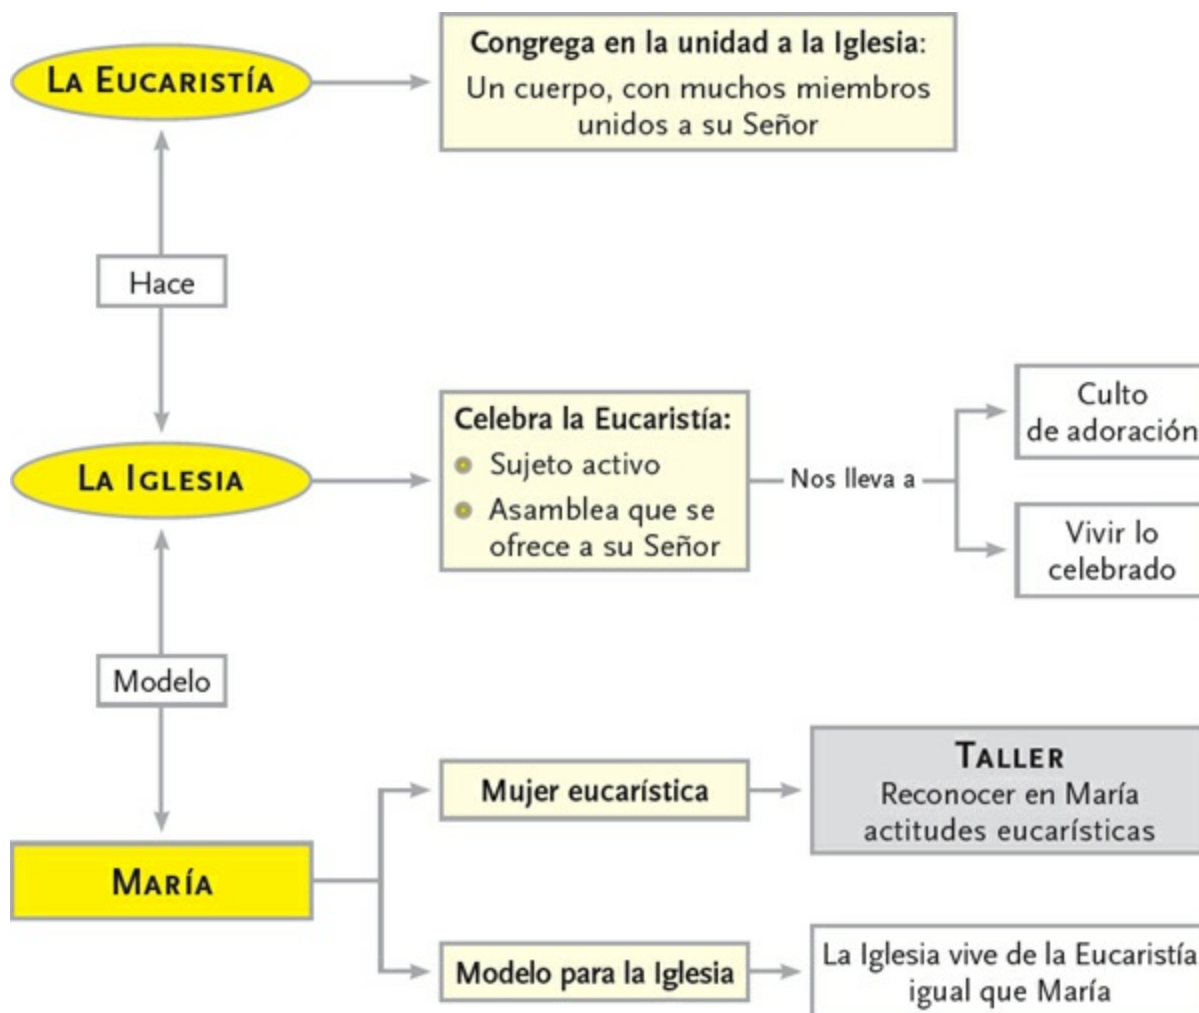 LA EUCARISTÍA
Congrega en la unidad a la Iglesia:
Un cuerpo, con muchos miembros
unidos a su Señor
Hace
LA IGLESIA
Celebra la Eucaristía:
Sujeto activo
Asamblea que se
ofrece a su Señor
Nos lleva a
Culto
de adoración
Vivir lo
celebrado
Modelo
MARÍA
Mujer eucarística
TALLER
Reconocer en María
actitudes eucarísticas
Modelo para la Iglesia
La Iglesia vive de la Eucaristía
igual que María